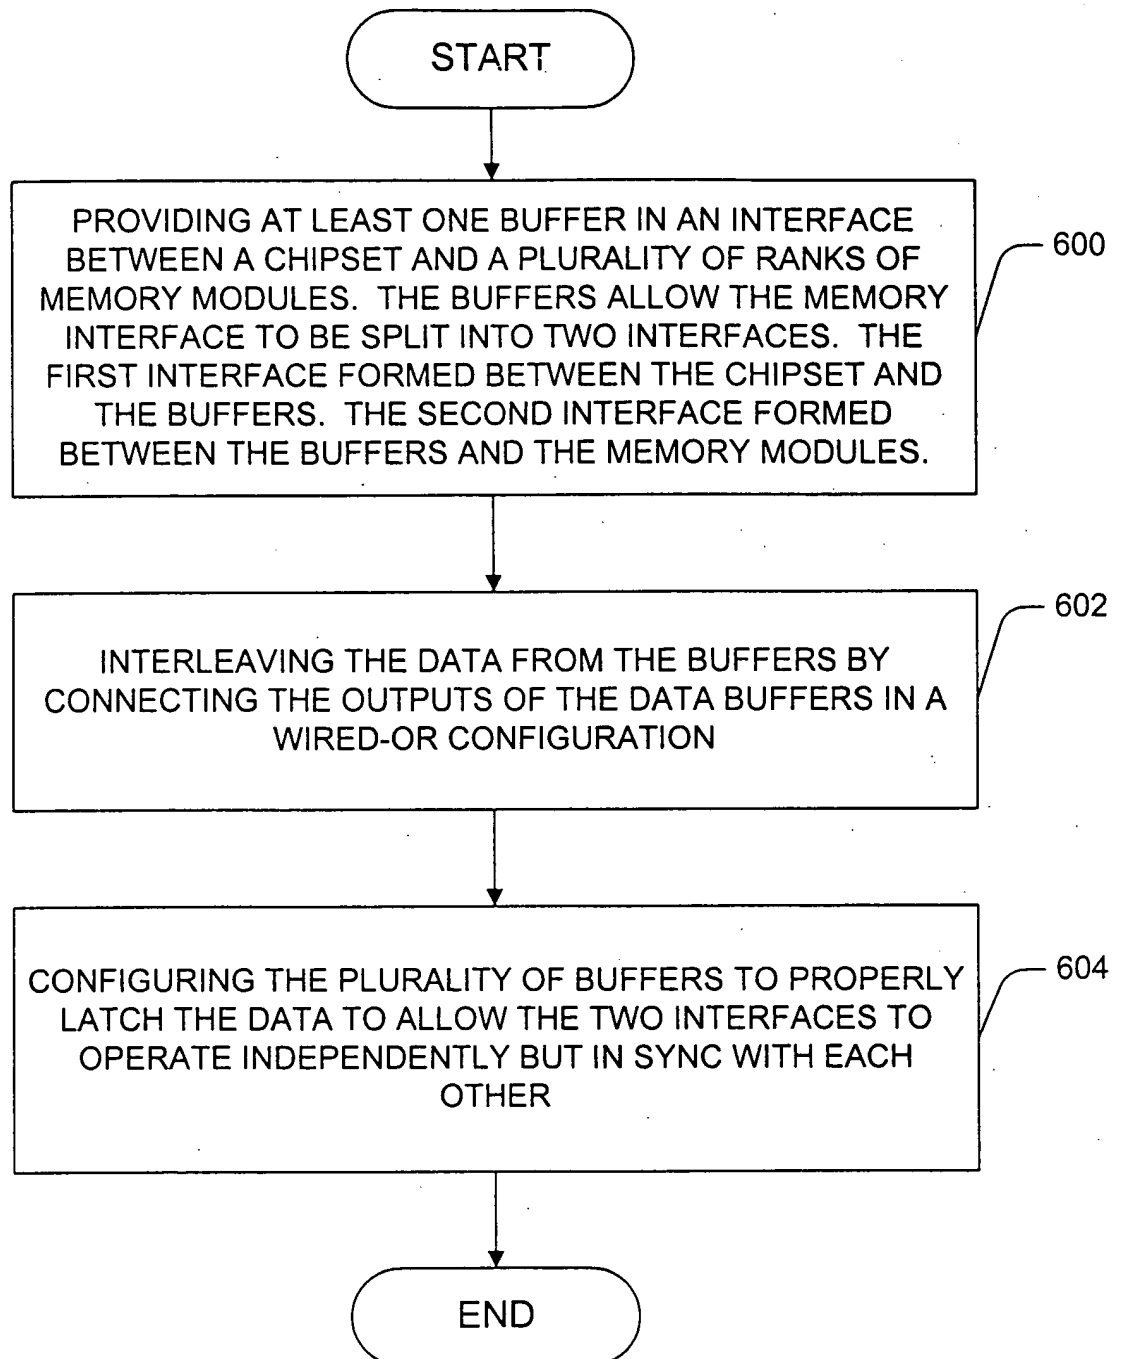 START
PROVIDING AT LEAST ONE BUFFER IN AN INTERFACE
BETWEEN A CHIPSET AND A PLURALITY OF RANKS OF
MEMORY MODULES.  THE BUFFERS ALLOW THE MEMORY
INTERFACE TO BE SPLIT INTO TWO INTERFACES.  THE
FIRST INTERFACE FORMED BETWEEN THE CHIPSET AND
THE BUFFERS.  THE SECOND INTERFACE FORMED
BETWEEN THE BUFFERS AND THE MEMORY MODULES.
600
INTERLEAVING THE DATA FROM THE BUFFERS BY
CONNECTING THE OUTPUTS OF THE DATA BUFFERS IN A
WIRED-OR CONFIGURATION
602
CONFIGURING THE PLURALITY OF BUFFERS TO PROPERLY
LATCH THE DATA TO ALLOW THE TWO INTERFACES TO
OPERATE INDEPENDENTLY BUT IN SYNC WITH EACH
OTHER
604
END